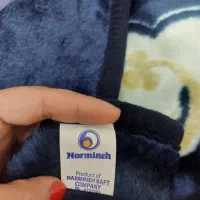 Narmineh
Product of
NARMINEH BAFT
COMPANY